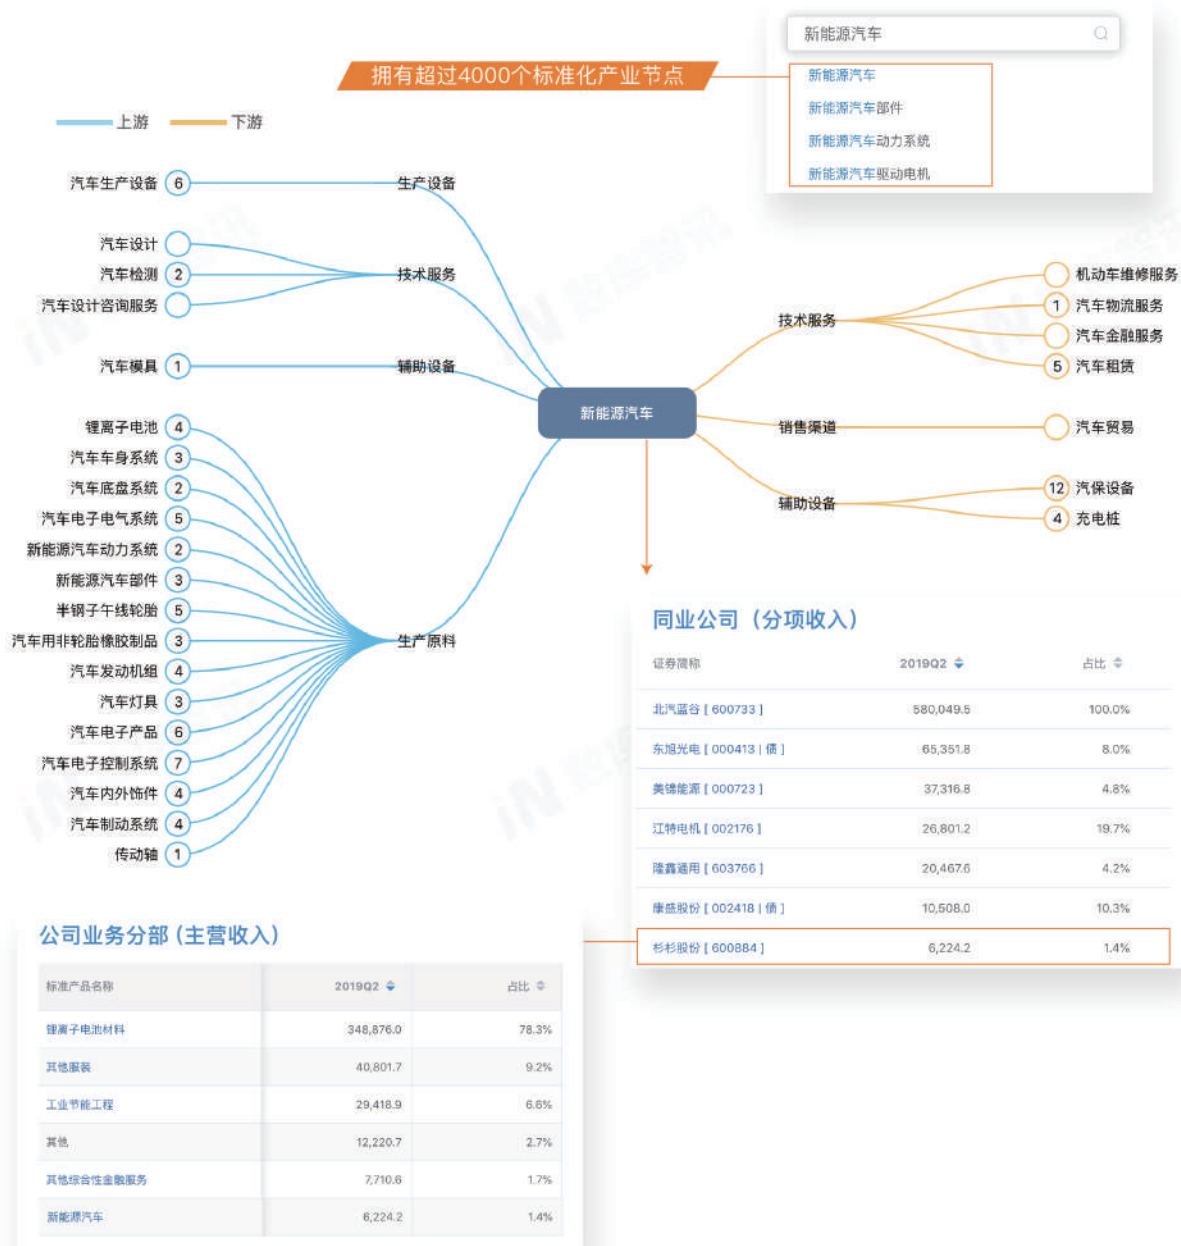 新能源汽车
拥有超过4000个标准化产业节点
新能源汽车
新能源汽车部件
新能源汽车动力系统
新能源汽车驱动电机
上游 下游
汽车生产设备 6 生产设备
汽车设计
汽车检测 2 技术服务
汽车设计咨询服务
汽车模具 1 辅助设备
锂离子电池 4
汽车车身系统 3
汽车底盘系统 2
汽车电子电气系统 5
新能源汽车动力系统 2
新能源汽车部件 3
半钢子午线轮胎 5
汽车用非轮胎橡胶制品 3 生产原料
汽车发动机组 4
汽车灯具 3
汽车电子产品 6
汽车电子控制系统 7
汽车内外饰件 4
汽车制动系统 4
传动轴 1
新能源汽车
机动车维修服务
技术服务 1 汽车物流服务
汽车金融服务
5 汽车租赁
销售渠道 汽车贸易
12 汽保设备
辅助设备
4 充电桩
同业公司（分项收入）
证券简称 2019Q2 占比
北汽蓝谷 [ 600733 ] 580,049.5 100.0%
东旭光电 [ 000413 | 债 ] 65,351.8 8.0%
美锦能源 [ 000723 ] 37,316.8 4.8%
江特电机 [ 002176 ] 26,801.2 19.7%
隆鑫通用 [ 603766 ] 20,467.6 4.2%
康盛股份 [ 002418 | 债 ] 10,508.0 10.3%
杉杉股份 [ 600884 ] 6,224.2 1.4%
公司业务分部（主营收入）
标准产品名称 2019Q2 占比
锂离子电池材料 348,876.0 78.3%
其他服装 40,801.7 9.2%
工业节能工程 29,418.9 6.6%
其他 12,220.7 2.7%
其他综合性金融服务 7,710.6 1.7%
新能源汽车 6,224.2 1.4%